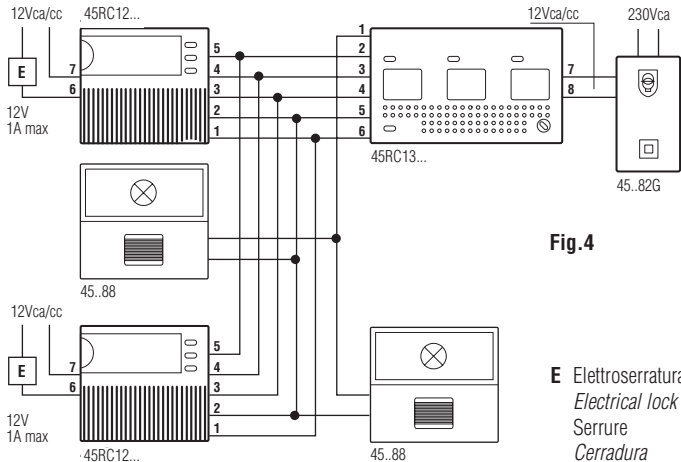 12Vca/cc
45RC12...
12Vca/cc
230Vca
1
5
2
7
4
3
7
E
6
3
4
8
2
5
12V
1A max
1
6
45RC13...
45..82G
Fig.4
45..88
12Vca/cc
5
7
4
E
6
3
2
12V
1A max
1
45RC12...
45..88
E Elettroserratura
Electrical lock
Serrure
Cerradura